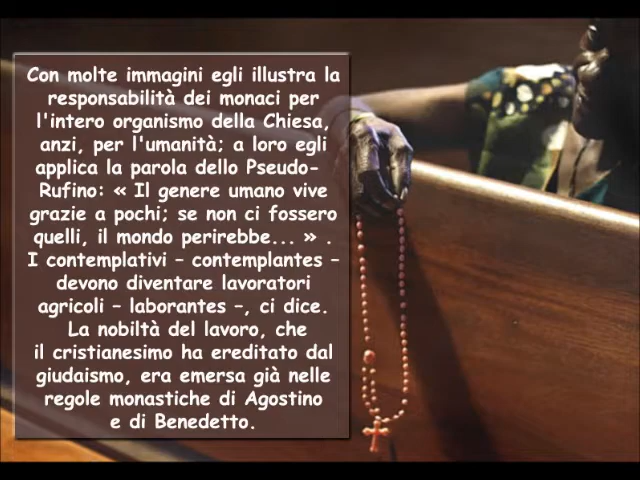 Con molte immagini egli illustra la
responsabilità dei monaci per
l'intero organismo della Chiesa,
anzi, per l'umanità; a loro egli
applica la parola dello Pseudo-
Rufino: « Il genere umano vive
grazie a pochi; se non ci fossero
quelli, il mondo perirebbe... » .
I contemplativi – contemplantes –
devono diventare lavoratori
agricoli – laborantes –, ci dice.
La nobiltà del lavoro, che
il cristianesimo ha ereditato dal
giudaismo, era emersa già nelle
regole monastiche di Agostino
e di Benedetto.